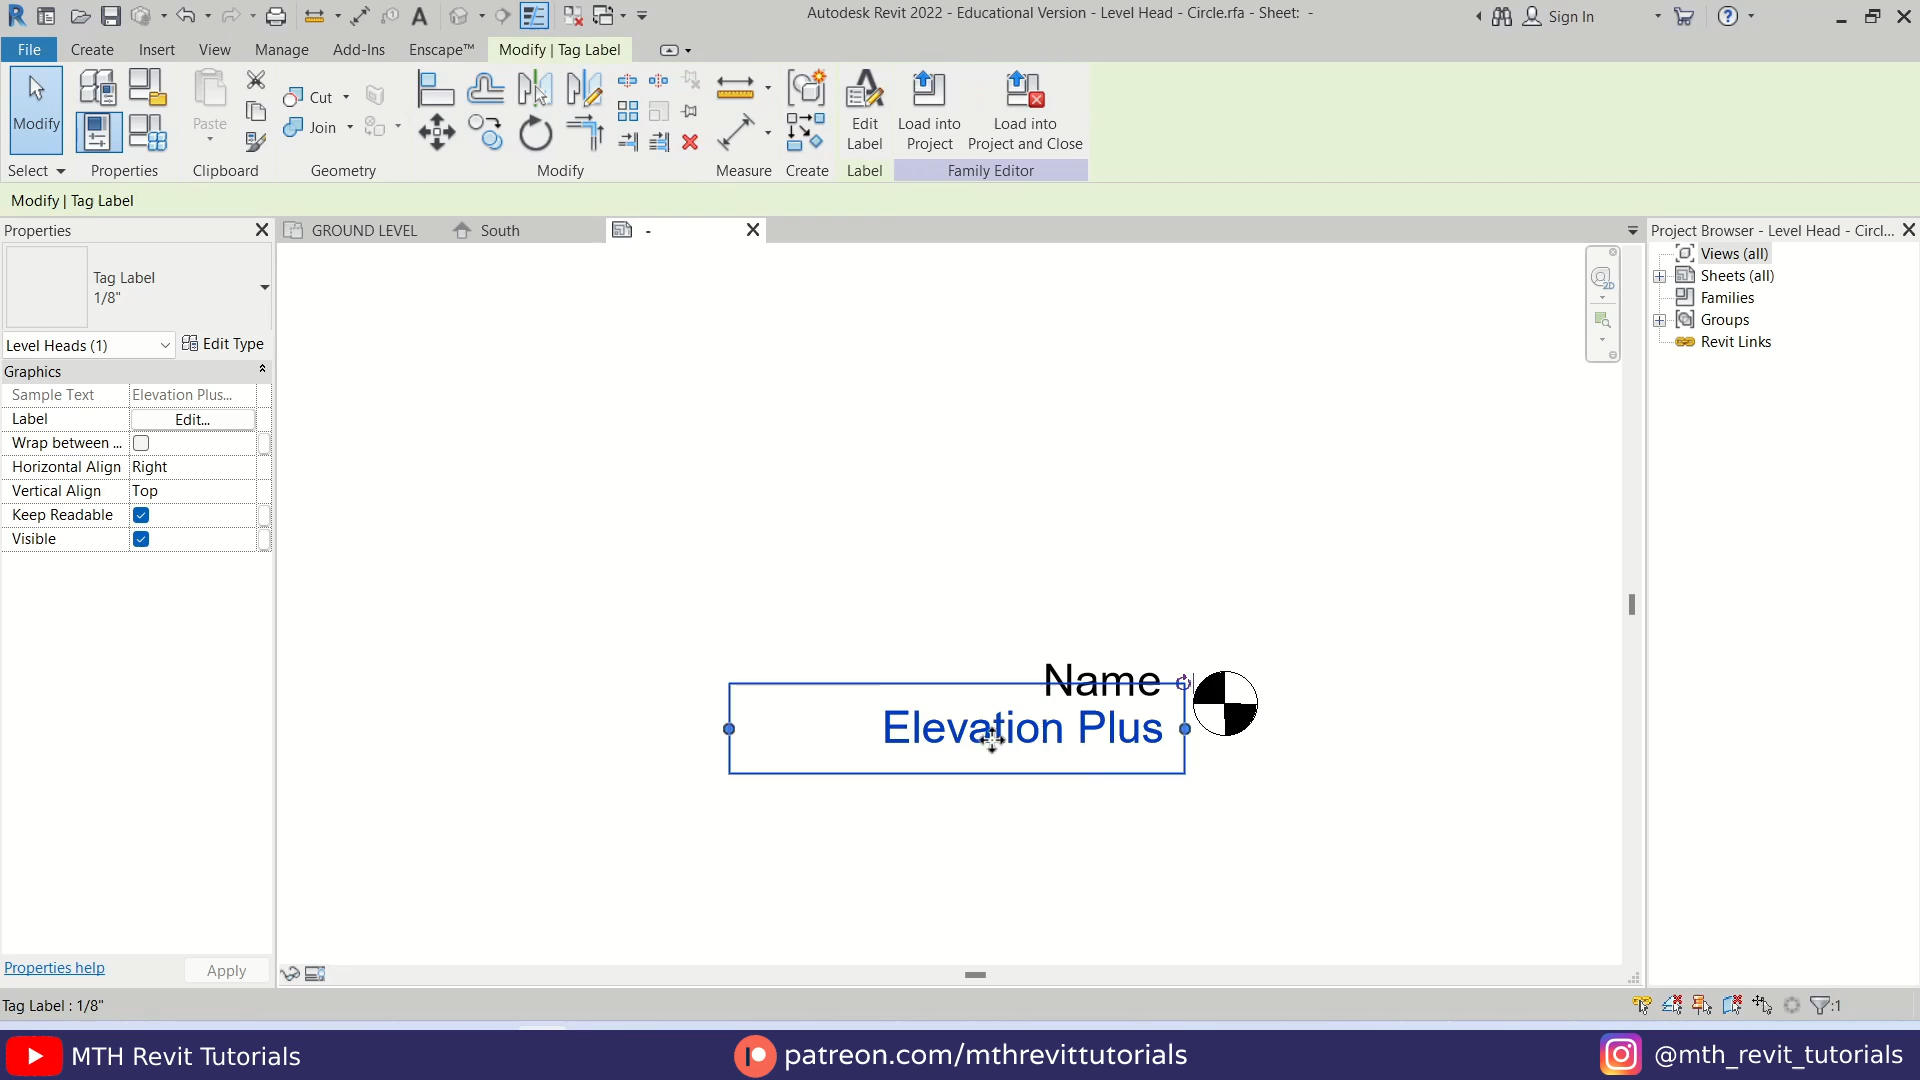 Autodesk Revit 2022 - Educational Version - Level Head - Circle.rfa - Sheet: -
Sign In
File Create Insert View Manage Add-Ins Enscape™ Modify | Tag Label
Modify
Paste
Cut
Join
Edit Label
Load into Project
Load into Project and Close
Select Properties Clipboard Geometry Modify Measure Create Label Family Editor
Modify | Tag Label
Properties
GROUND LEVEL
South
-
Project Browser - Level Head - Circl...
Tag Label
1/8"
Level Heads (1)
Edit Type
Graphics
Sample Text Elevation Plus...
Label Edit...
Wrap between ...
Horizontal Align Right
Vertical Align Top
Keep Readable
Visible
Views (all)
Sheets (all)
Families
Groups
Revit Links
2D
Name
Elevation Plus
Properties help
Apply
Tag Label : 1/8"
:1
MTH Revit Tutorials
patreon.com/mthrevittutorials
@mth_revit_tutorials